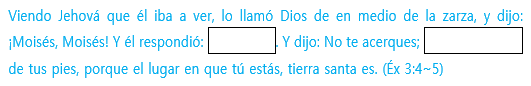 Viendo Jehová que él iba a ver, lo llamó Dios de en medio de la zarza, y dijo:
¡Moisés, Moisés! Y él respondió: . Y dijo: No te acerques;
de tus pies, porque el lugar en que tú estás, tierra santa es. (Éx 3:4~5)